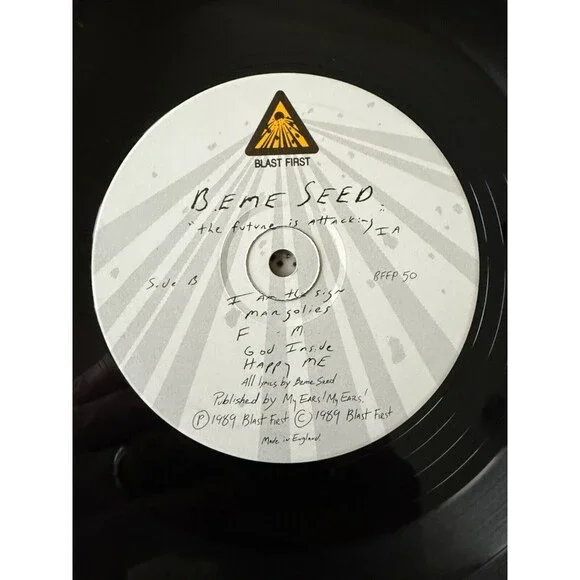 BLAST FIRST
BEME SEED
"the future is attacking"
IA
Side B
BFFP 50
I am the sign
mangolies
F - M
God Inside
Happy ME
All lyrics by Beme Seed
Published by My Ears! My Ears!
Ⓟ 1989 Blast First © 1989 Blast First
Made in England